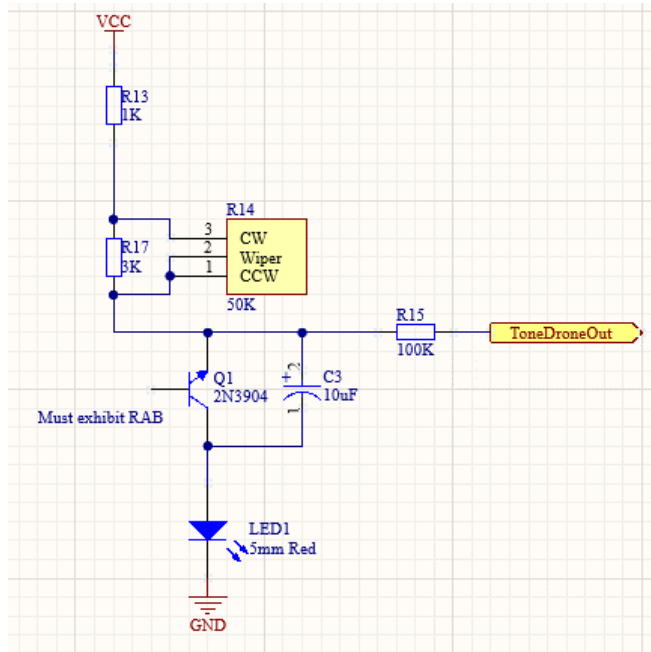 VCC
R13
1K
R14
3
CW
2
Wiper
1
CCW
50K
R17
3K
R15
100K
ToneDroneOut
Q1
2N3904
Must exhibit RAB
+
2
1
C3
10uF
LED1
5mm Red
GND